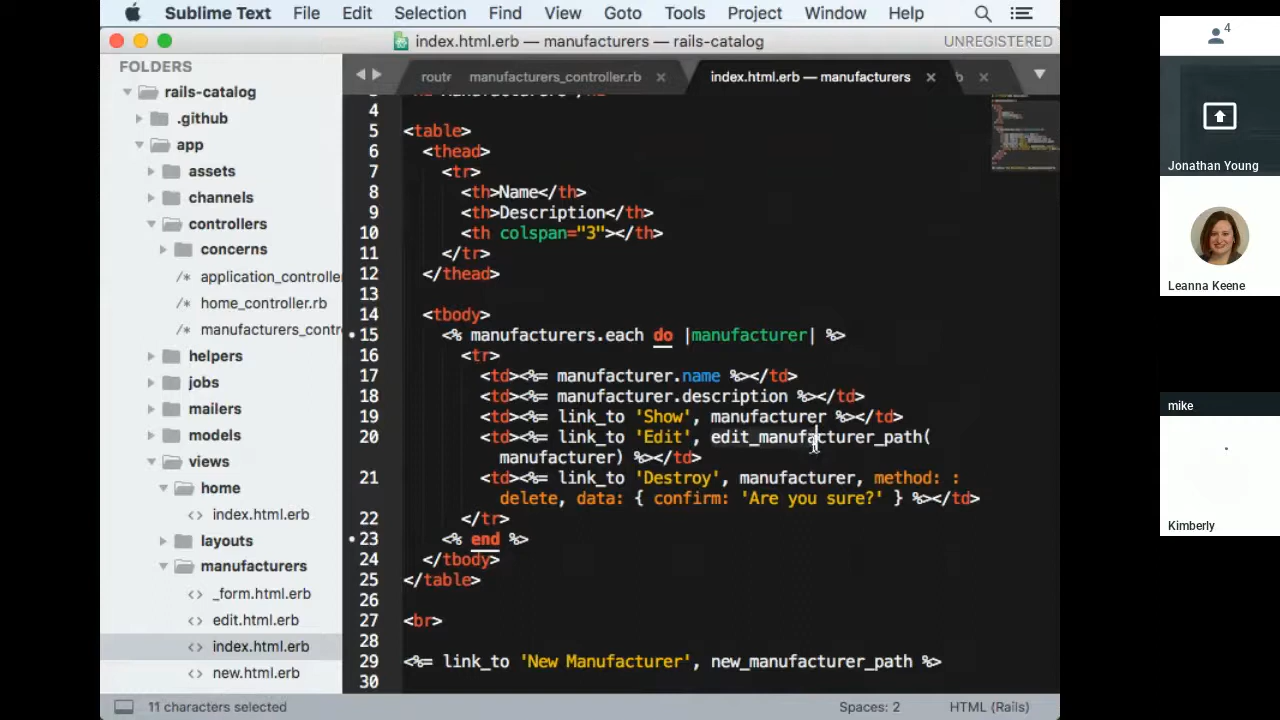 Sublime Text File Edit Selection Find View Goto Tools Project Window Help
index.html.erb — manufacturers — rails-catalog
UNREGISTERED
FOLDERS
rails-catalog
.github
app
assets
channels
controllers
concerns
/* application_controlle
/* home_controller.rb
/* manufacturers_contr
helpers
jobs
mailers
models
views
home
<> index.html.erb
layouts
manufacturers
<> _form.html.erb
<> edit.html.erb
<> index.html.erb
<> new.html.erb
route manufacturers_controller.rb × index.html.erb — manufacturers × b ×
4
5 <table>
6 <thead>
7 <tr>
8 <th>Name</th>
9 <th>Description</th>
10 <th colspan="3"></th>
11 </tr>
12 </thead>
13
14 <tbody>
15 <% manufacturers.each do |manufacturer| %>
16 <tr>
17 <td><%= manufacturer.name %></td>
18 <td><%= manufacturer.description %></td>
19 <td><%= link_to 'Show', manufacturer %></td>
20 <td><%= link_to 'Edit', edit_manufacturer_path(
manufacturer) %></td>
21 <td><%= link_to 'Destroy', manufacturer, method: :
delete, data: { confirm: 'Are you sure?' } %></td>
22 </tr>
23 <% end %>
24 </tbody>
25 </table>
26
27 <br>
28
29 <%= link_to 'New Manufacturer', new_manufacturer_path %>
30
11 characters selected
Spaces: 2
HTML (Rails)
4
Jonathan Young
Leanna Keene
mike
Kimberly